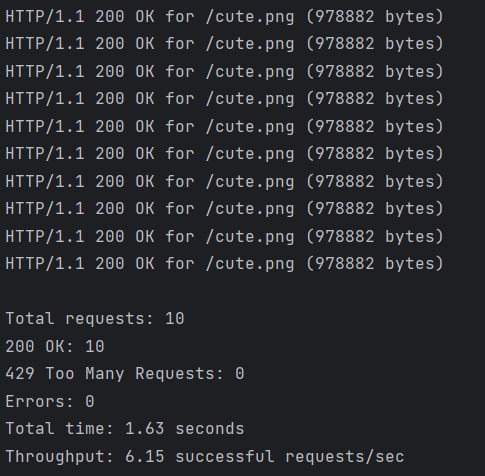 HTTP/1.1 200 OK for /cute.png (978882 bytes)
HTTP/1.1 200 OK for /cute.png (978882 bytes)
HTTP/1.1 200 OK for /cute.png (978882 bytes)
HTTP/1.1 200 OK for /cute.png (978882 bytes)
HTTP/1.1 200 OK for /cute.png (978882 bytes)
HTTP/1.1 200 OK for /cute.png (978882 bytes)
HTTP/1.1 200 OK for /cute.png (978882 bytes)
HTTP/1.1 200 OK for /cute.png (978882 bytes)
HTTP/1.1 200 OK for /cute.png (978882 bytes)
HTTP/1.1 200 OK for /cute.png (978882 bytes)
Total requests: 10
200 OK: 10
429 Too Many Requests: 0
Errors: 0
Total time: 1.63 seconds
Throughput: 6.15 successful requests/sec